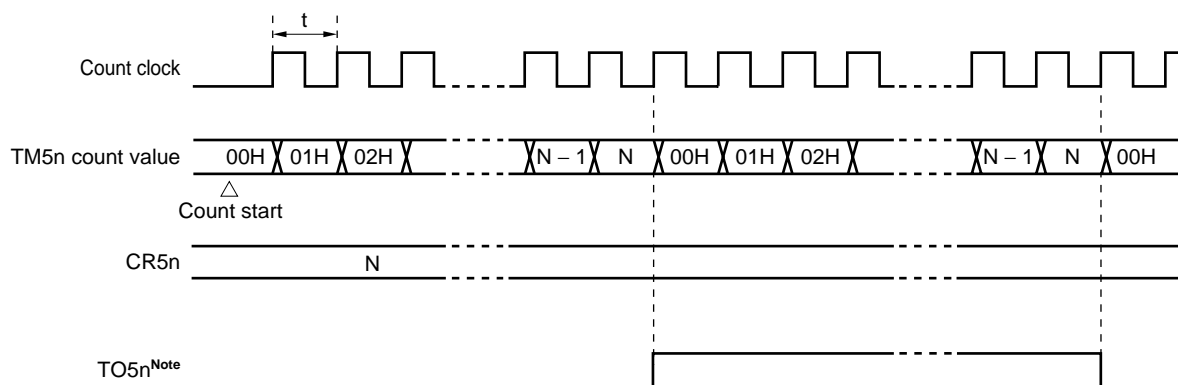 t
Count clock
TM5n count value 00H 01H 02H N − 1 N 00H 01H 02H N − 1 N 00H
Count start
CR5n N
TO5nNote